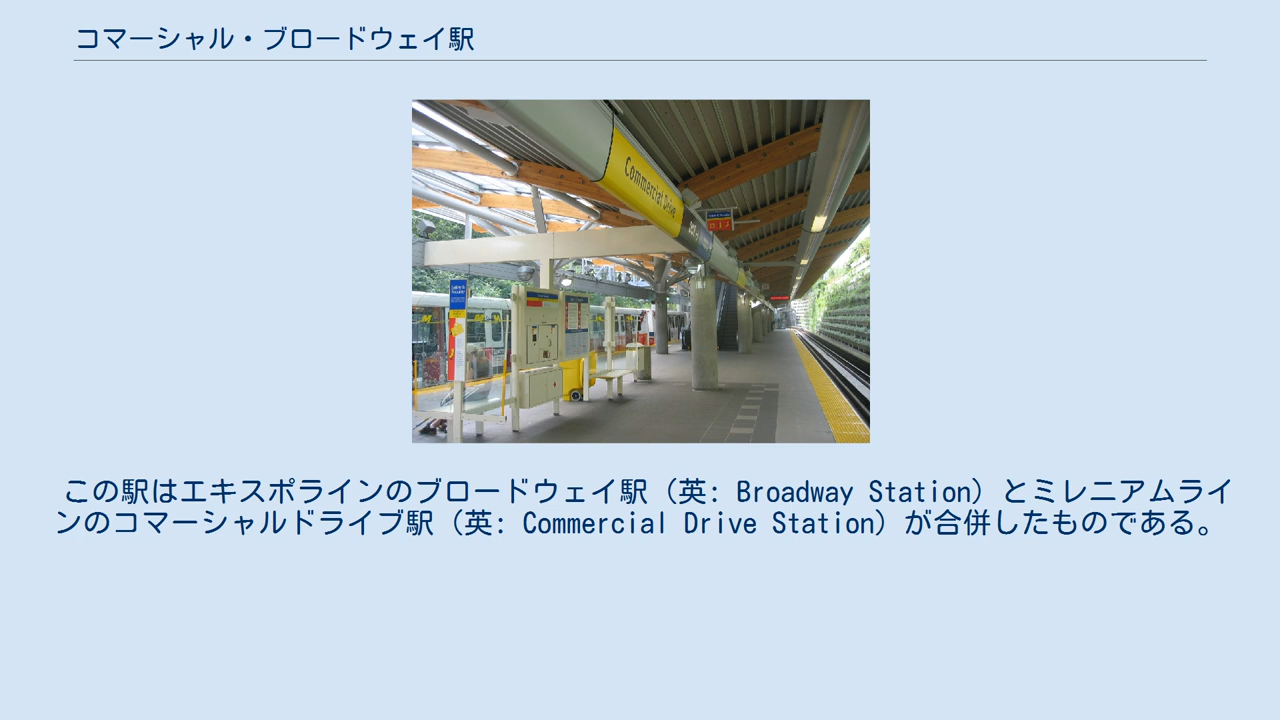 コマーシャル・ブロードウェイ駅
Commercial Drive
この駅はエキスポラインのブロードウェイ駅（英: Broadway Station）とミレニアムライ
ンのコマーシャルドライブ駅（英: Commercial Drive Station）が合併したものである。